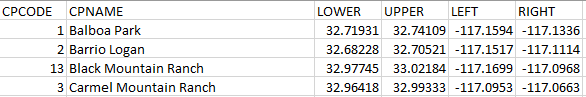 CPCODE CPNAME LOWER UPPER LEFT RIGHT
1 Balboa Park 32.71931 32.74109 -117.1594 -117.1336
2 Barrio Logan 32.68228 32.70521 -117.1517 -117.1114
13 Black Mountain Ranch 32.97745 33.02184 -117.1699 -117.0968
3 Carmel Mountain Ranch 32.96418 32.99333 -117.0953 -117.0663